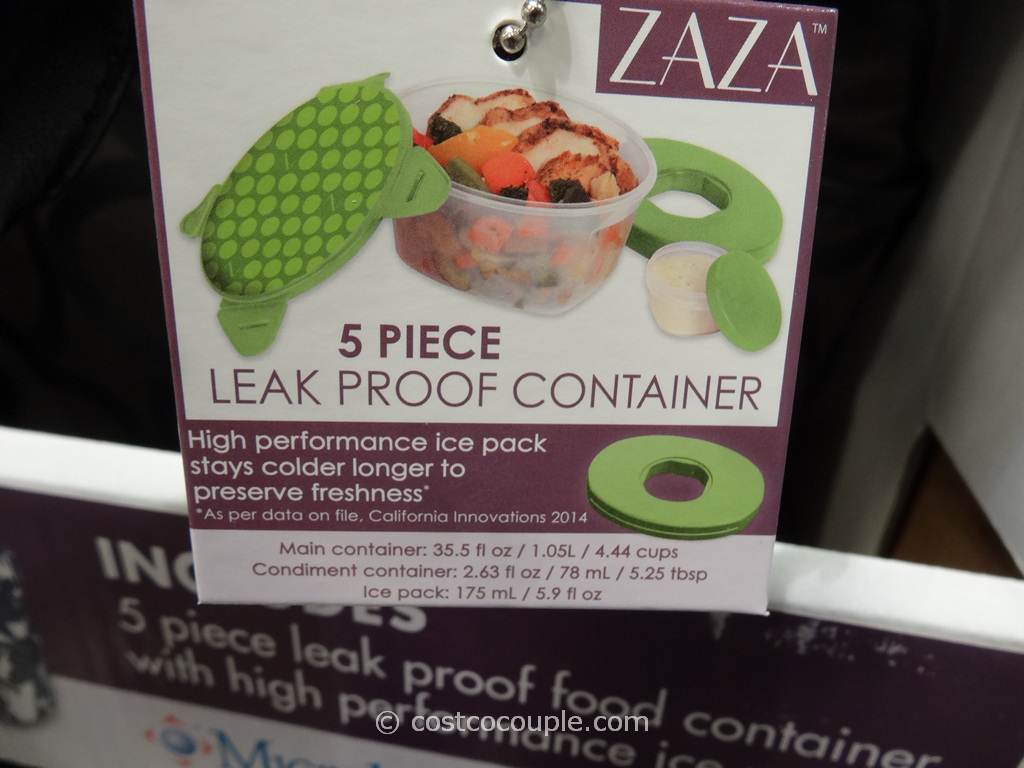 ZAZA™
5 PIECE
LEAK PROOF CONTAINER
High performance ice pack
stays colder longer to
preserve freshness*
*As per data on file, California Innovations 2014
Main container: 35.5 fl oz / 1.05L / 4.44 cups
Condiment container: 2.63 fl oz / 78 mL / 5.25 tbsp
Ice pack: 175 mL / 5.9 fl oz
5 piece leak proof food container
with high performance ice
© costcocouple.com